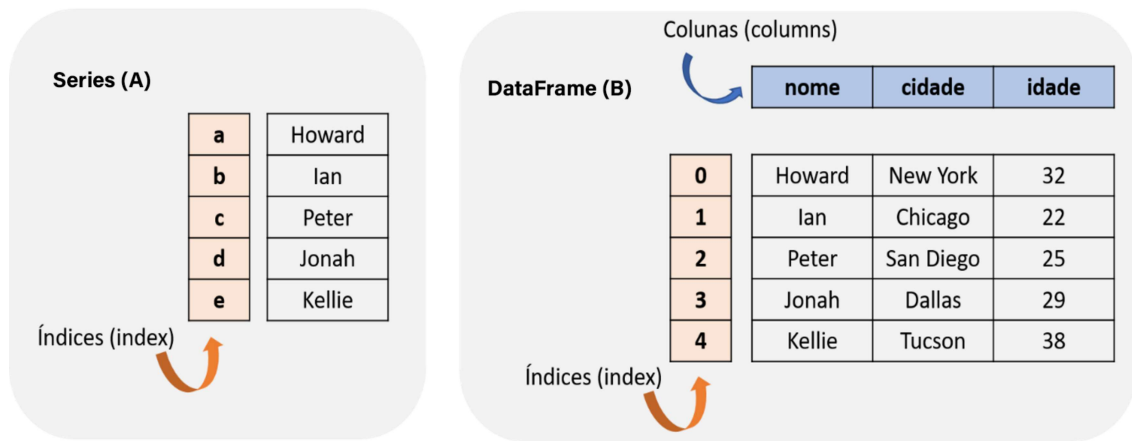 Series (A)
a Howard
b Ian
c Peter
d Jonah
e Kellie
Índices (index)
Colunas (columns)
DataFrame (B)
nome cidade idade
0 Howard New York 32
1 Ian Chicago 22
2 Peter San Diego 25
3 Jonah Dallas 29
4 Kellie Tucson 38
Índices (index)